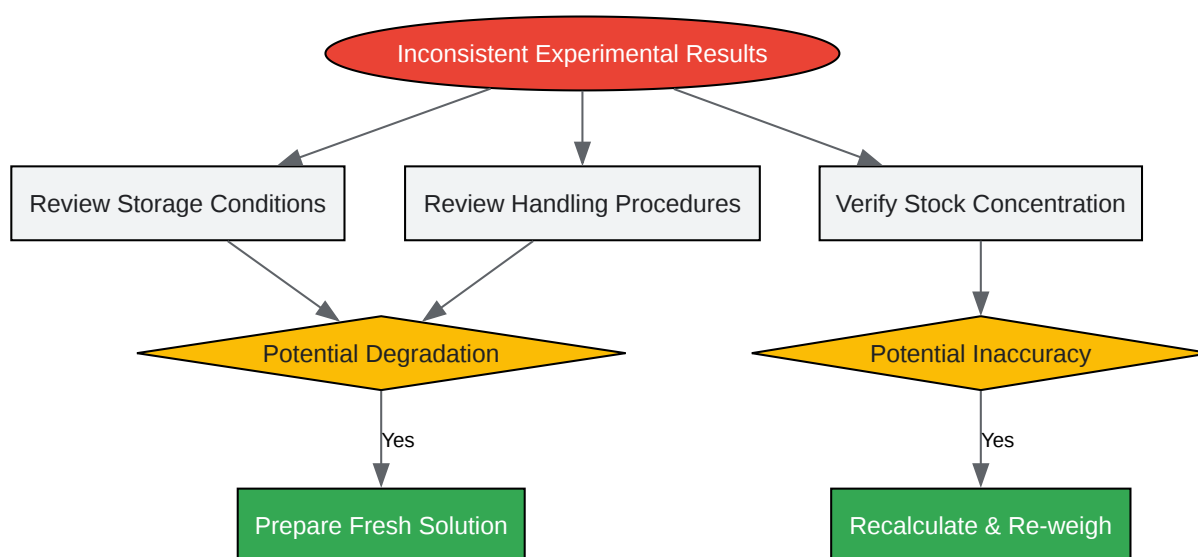 Inconsistent Experimental Results
Review Storage Conditions
Review Handling Procedures
Verify Stock Concentration
Potential Degradation
Potential Inaccuracy
Yes
Yes
Prepare Fresh Solution
Recalculate & Re-weigh